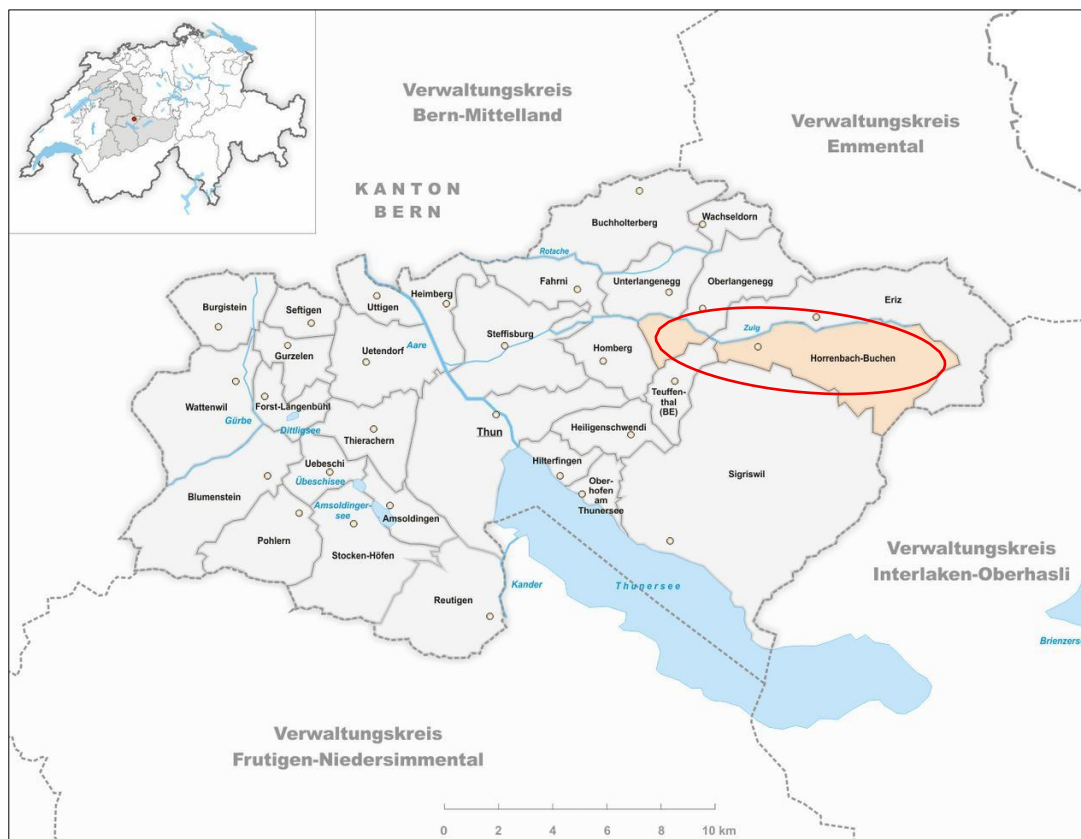 Verwaltungskreis
Bern-Mittelland
Verwaltungskreis
Emmental
KANTON
BERN
Buchholterberg
Wachseldorn
Rotache
Fahrni
Unterlangenegg
Oberlangenegg
Eriz
Burgistein
Seftigen
Uttigen
Heimberg
Steffisburg
Zulg
Horrenbach-Buchen
Gurzelen
Uetendorf
Aare
Homberg
Teuffen-
thal
(BE)
Wattenwil
Forst-Längenbühl
Gürbe
Dittligsee
Thierachern
Thun
Heiligenschwendi
Uebeschi
Übeschisee
Hilterfingen
Ober-
hofen
am
Thunersee
Sigriswil
Blumenstein
Amsoldinger-
see
Amsoldingen
Pohlern
Stocken-Höfen
Verwaltungskreis
Interlaken-Oberhasli
Kander
Thunersee
Reutigen
Brienzers
Verwaltungskreis
Frutigen-Niedersimmental
0 2 4 6 8 10 km